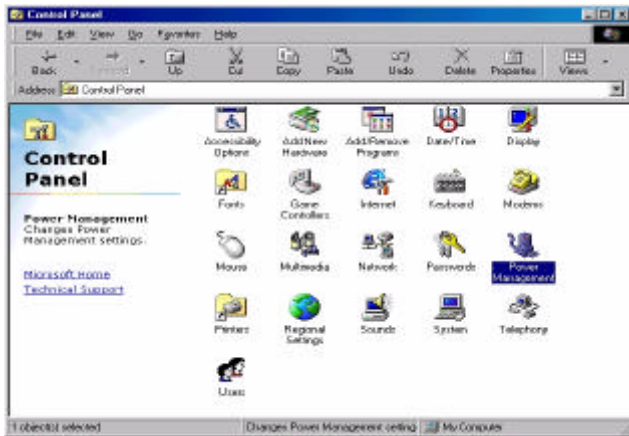 Control Panel
File Edit View Go Favorites Help
Back Forward Up Cut Copy Paste Undo Delete Properties Views
Address Control Panel
Control
Panel
Power Management
Changes Power
Management settings.
Microsoft Home
Technical Support
Accessibility
Options
Add New
Hardware
Add/Remove
Programs
Date/Time
Display
Fonts
Game
Controllers
Internet
Keyboard
Modems
Mouse
Multimedia
Network
Passwords
Power
Management
Printers
Regional
Settings
Sounds
System
Telephony
Users
1 object(s) selected
Changes Power Management setting
My Computer